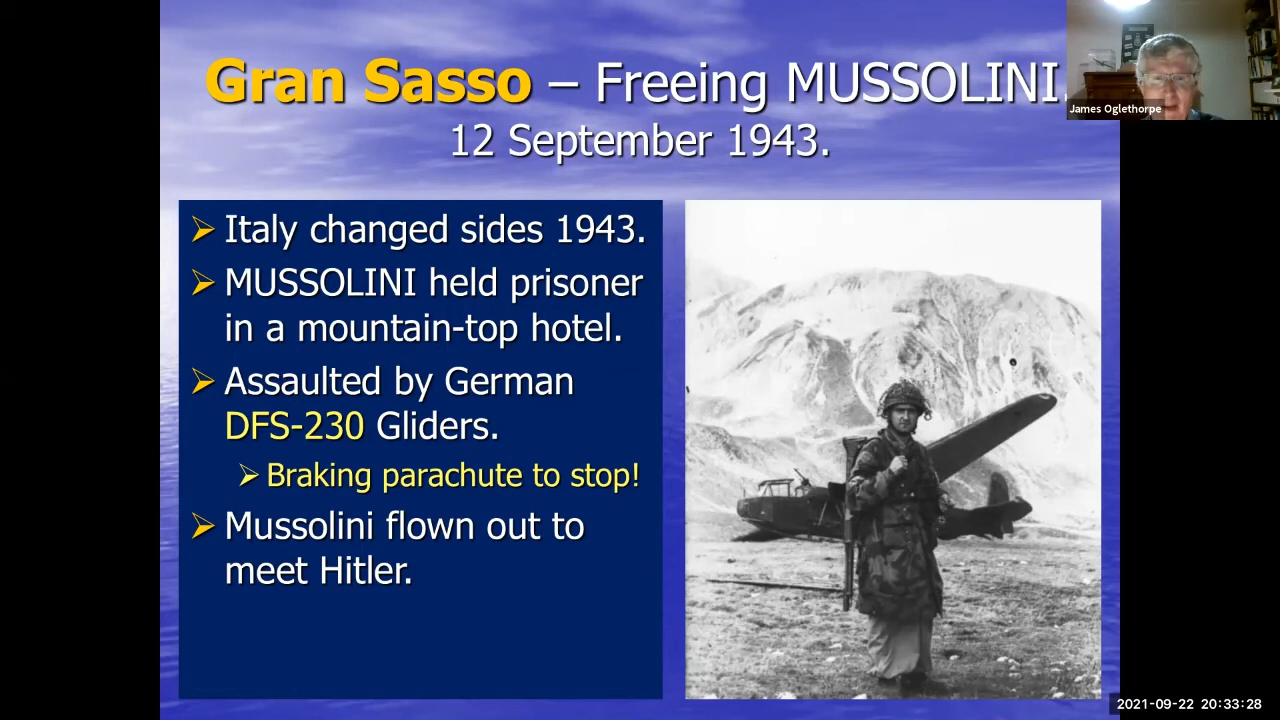 Gran Sasso – Freeing MUSSOLINI.
12 September 1943.
James Oglethorpe
Italy changed sides 1943.
MUSSOLINI held prisoner
in a mountain-top hotel.
Assaulted by German
DFS-230 Gliders.
Braking parachute to stop!
Mussolini flown out to
meet Hitler.
2021-09-22 20:33:28